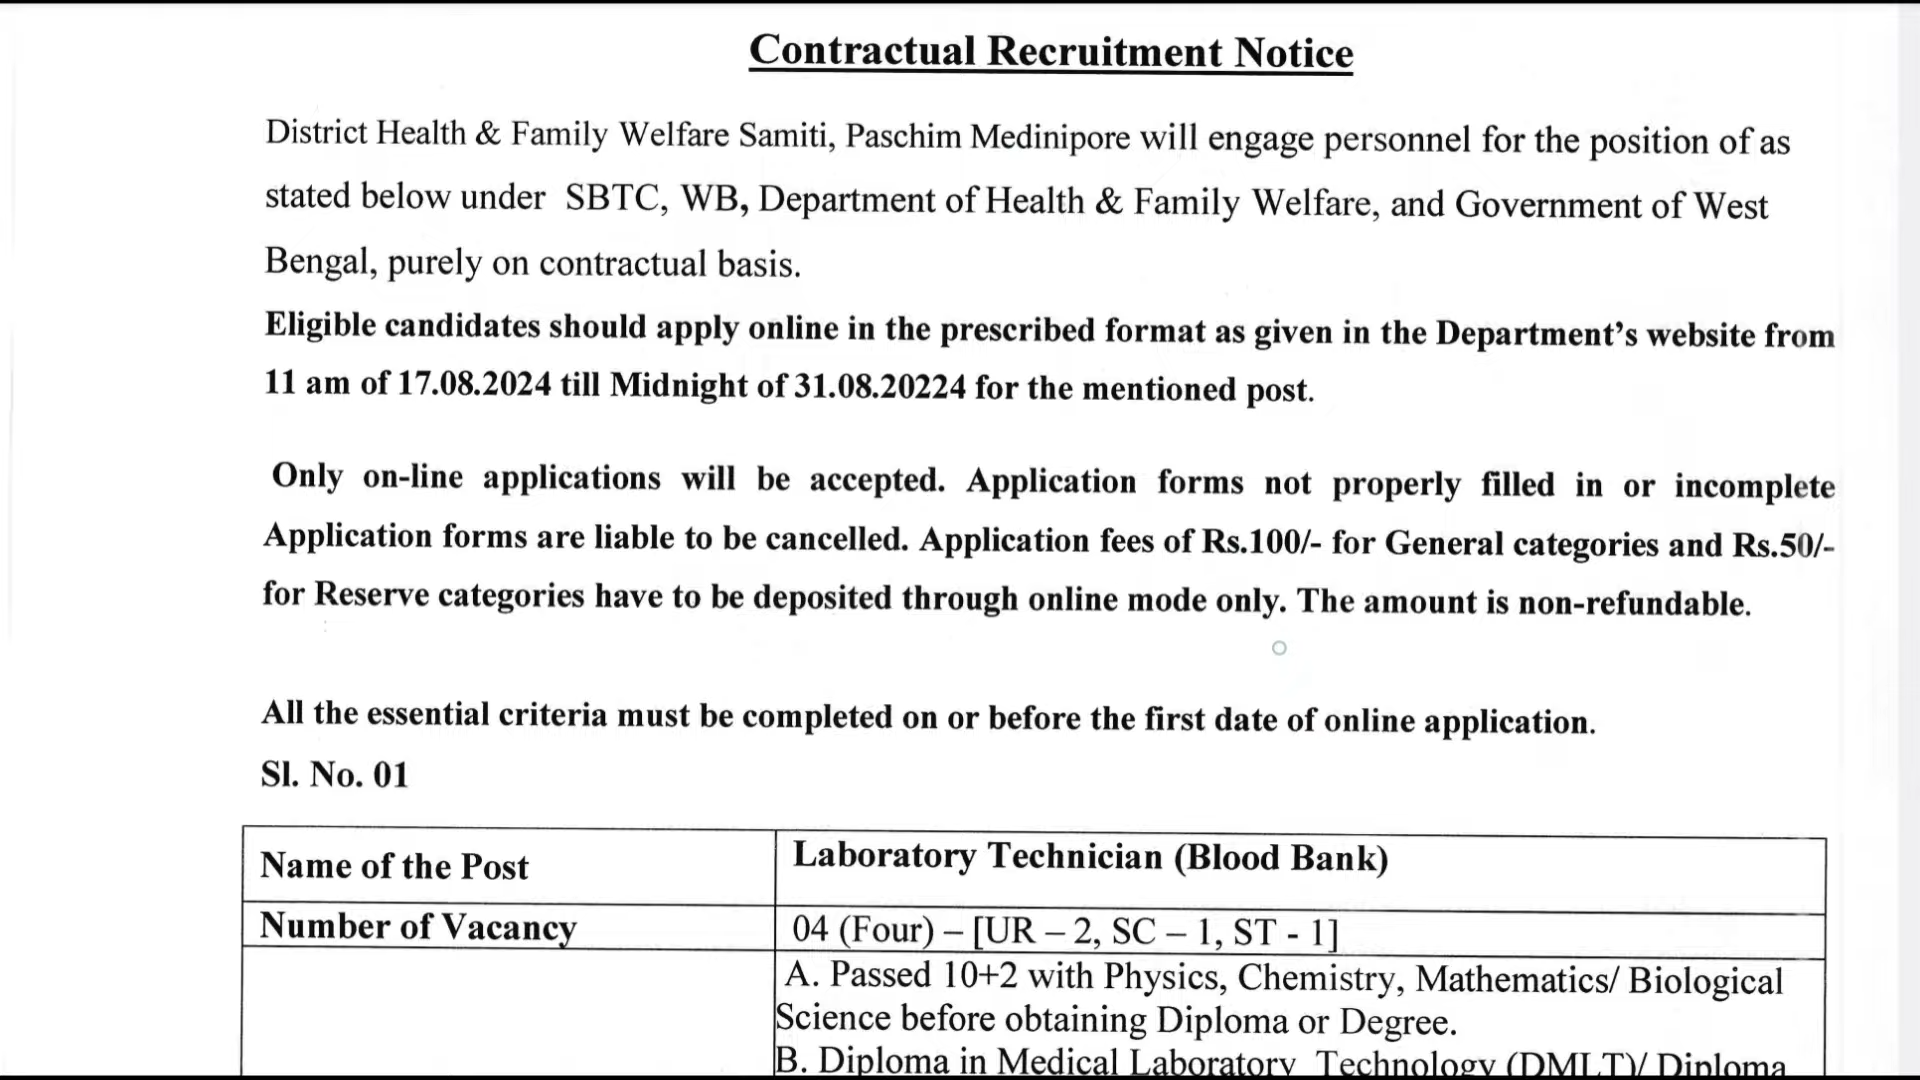 Contractual Recruitment Notice
District Health & Family Welfare Samiti, Paschim Medinipore will engage personnel for the position of as
stated below under SBTC, WB, Department of Health & Family Welfare, and Government of West
Bengal, purely on contractual basis.
Eligible candidates should apply online in the prescribed format as given in the Department’s website from
11 am of 17.08.2024 till Midnight of 31.08.20224 for the mentioned post.
Only on-line applications will be accepted. Application forms not properly filled in or incomplete
Application forms are liable to be cancelled. Application fees of Rs.100/- for General categories and Rs.50/-
for Reserve categories have to be deposited through online mode only. The amount is non-refundable.
All the essential criteria must be completed on or before the first date of online application.
Sl. No. 01
Name of the Post Laboratory Technician (Blood Bank)
Number of Vacancy 04 (Four) – [UR – 2, SC – 1, ST - 1]
A. Passed 10+2 with Physics, Chemistry, Mathematics/ Biological
Science before obtaining Diploma or Degree.
B. Diploma in Medical Laboratory Technology (DMLT)/ Diploma